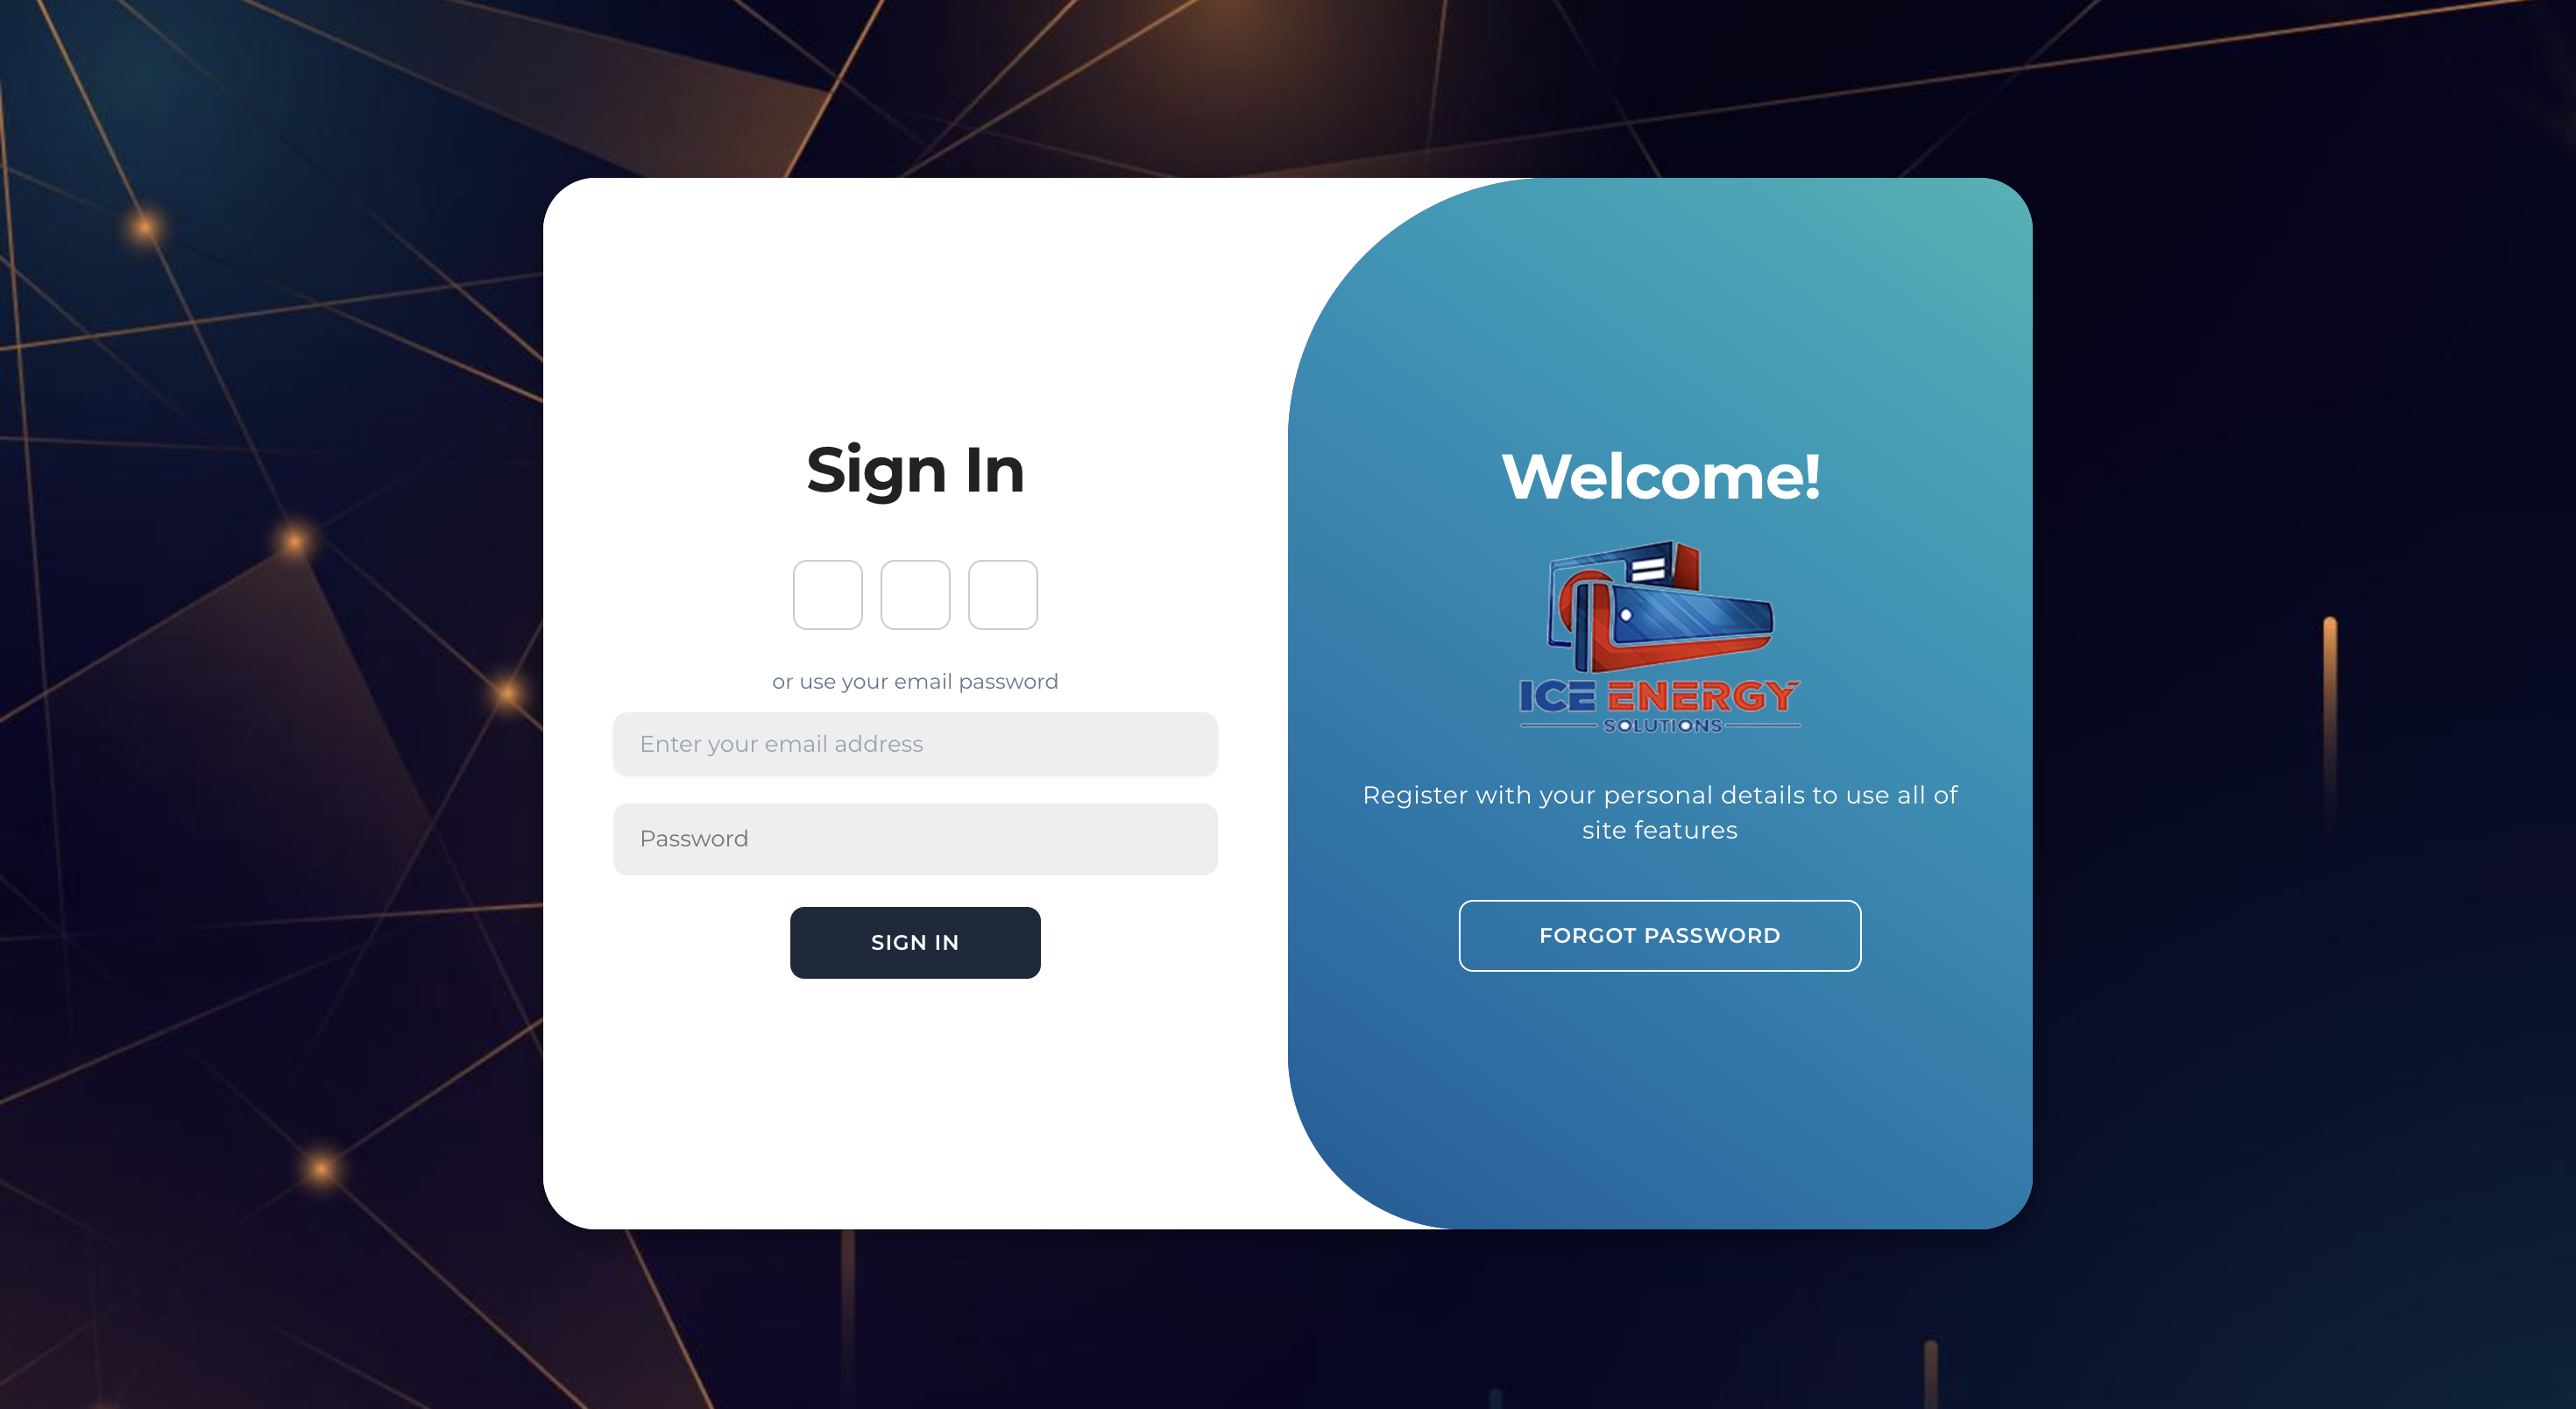 Sign In
or use your email password
Enter your email address
Password
SIGN IN
Welcome!
ICE ENERGY
SOLUTIONS
Register with your personal details to use all of
site features
FORGOT PASSWORD